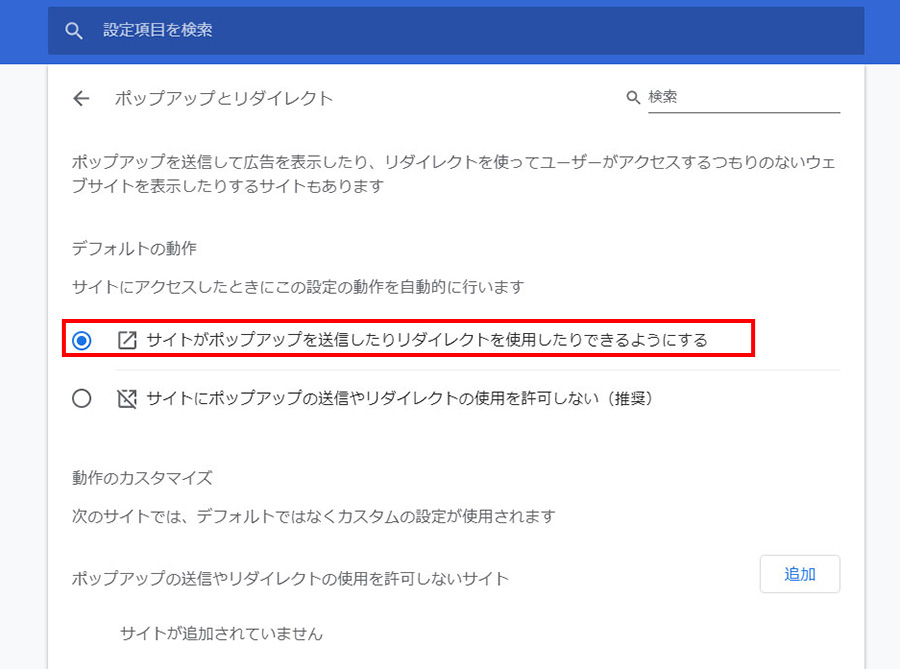 設定項目を検索
ポップアップとリダイレクト
検索
ポップアップを送信して広告を表示したり、リダイレクトを使ってユーザーがアクセスするつもりのないウェ
ブサイトを表示したりするサイトもあります
デフォルトの動作
サイトにアクセスしたときにこの設定の動作を自動的に行います
サイトがポップアップを送信したりリダイレクトを使用したりできるようにする
サイトにポップアップの送信やリダイレクトの使用を許可しない（推奨）
動作のカスタマイズ
次のサイトでは、デフォルトではなくカスタムの設定が使用されます
ポップアップの送信やリダイレクトの使用を許可しないサイト
追加
サイトが追加されていません